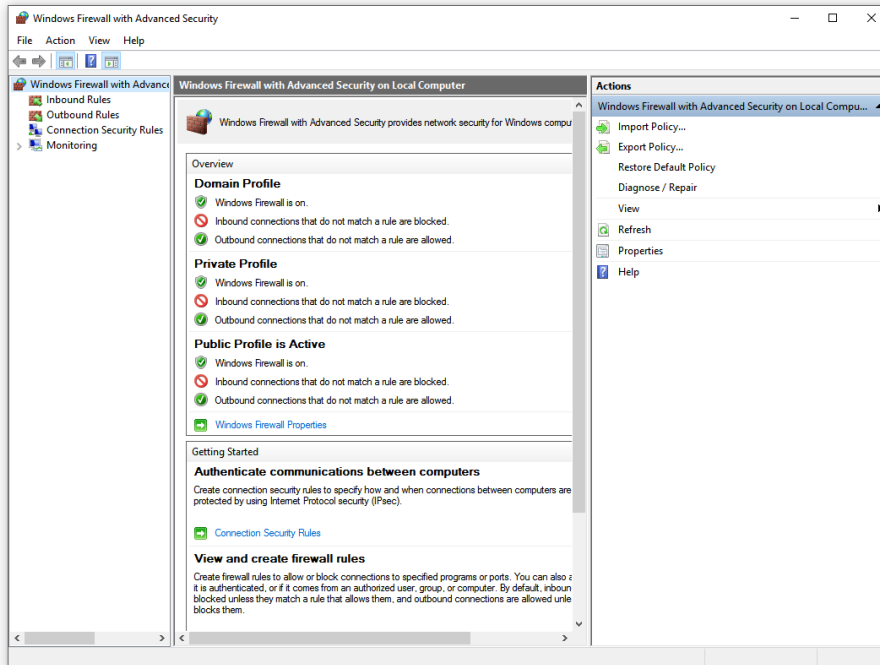 Windows Firewall with Advanced Security
File Action View Help
Windows Firewall with Advance
Inbound Rules
Outbound Rules
Connection Security Rules
Monitoring
Windows Firewall with Advanced Security on Local Computer
Windows Firewall with Advanced Security provides network security for Windows compu
Overview
Domain Profile
Windows Firewall is on.
Inbound connections that do not match a rule are blocked.
Outbound connections that do not match a rule are allowed.
Private Profile
Windows Firewall is on.
Inbound connections that do not match a rule are blocked.
Outbound connections that do not match a rule are allowed.
Public Profile is Active
Windows Firewall is on.
Inbound connections that do not match a rule are blocked.
Outbound connections that do not match a rule are allowed.
Windows Firewall Properties
Getting Started
Authenticate communications between computers
Create connection security rules to specify how and when connections between computers are
protected by using Internet Protocol security (IPsec).
Connection Security Rules
View and create firewall rules
Create firewall rules to allow or block connections to specified programs or ports. You can also a
it is authenticated, or if it comes from an authorized user, group, or computer. By default, inboun
blocked unless they match a rule that allows them, and outbound connections are allowed unle
blocks them.
Actions
Windows Firewall with Advanced Security on Local Compu...
Import Policy...
Export Policy...
Restore Default Policy
Diagnose / Repair
View
Refresh
Properties
Help